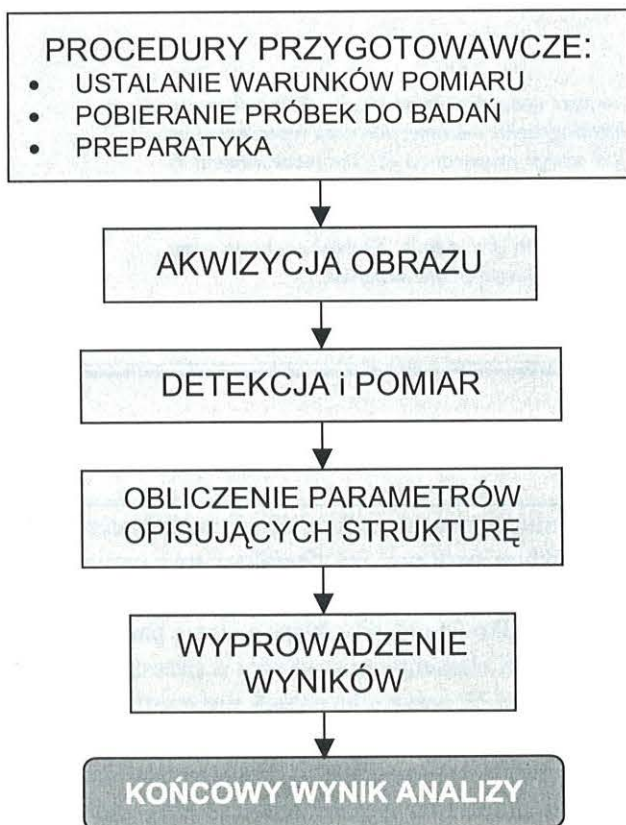 PROCEDURY PRZYGOTOWAWCZE:
• USTALANIE WARUNKÓW POMIARU
• POBIERANIE PRÓBEK DO BADAŃ
• PREPARATYKA
AKWIZYCJA OBRAZU
DETEKCJA i POMIAR
OBLICZENIE PARAMETRÓW
OPISUJĄCYCH STRUKTURĘ
WYPROWADZENIE
WYNIKÓW
KOŃCOWY WYNIK ANALIZY